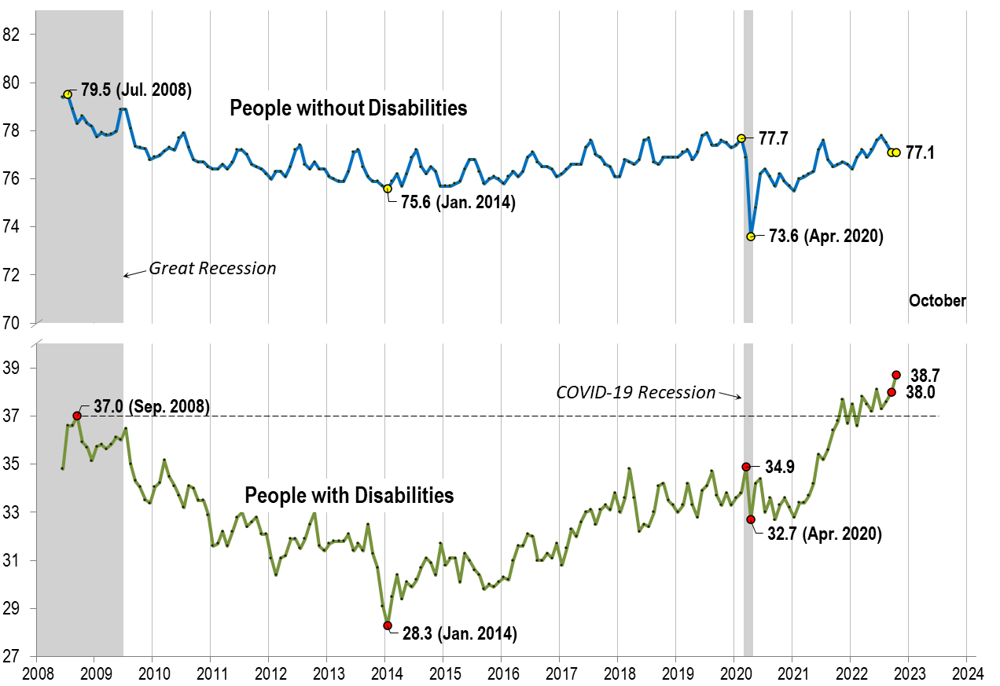 82
80
79.5 (Jul. 2008)
People without Disabilities
78
77.7
77.1
76
75.6 (Jan. 2014)
74
73.6 (Apr. 2020)
72
Great Recession
October
70
39
38.7
COVID-19 Recession
38.0
37.0 (Sep. 2008)
37
35
34.9
People with Disabilities
33
32.7 (Apr. 2020)
31
29
28.3 (Jan. 2014)
27
2008 2009 2010 2011 2012 2013 2014 2015 2016 2017 2018 2019 2020 2021 2022 2023 2024